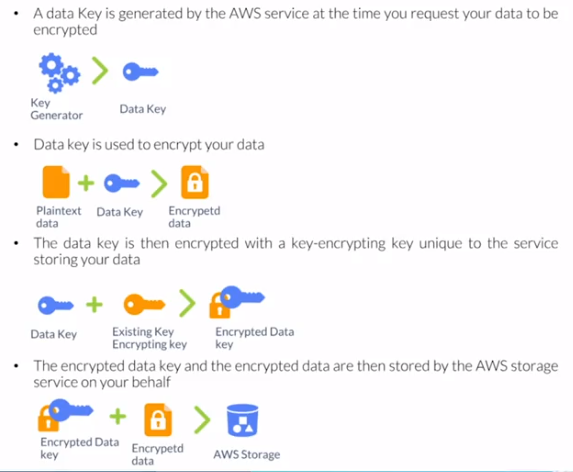 • A data Key is generated by the AWS service at the time you request your data to be
encrypted
Key
Generator
Data Key
• Data key is used to encrypt your data
Plaintext
data
Data Key
Encrypetd
data
• The data key is then encrypted with a key-encrypting key unique to the service
storing your data
Data Key
Existing Key
Encrypting key
Encrypted Data
key
• The encrypted data key and the encrypted data are then stored by the AWS storage
service on your behalf
Encrypted Data
key
Encrypetd
data
AWS Storage